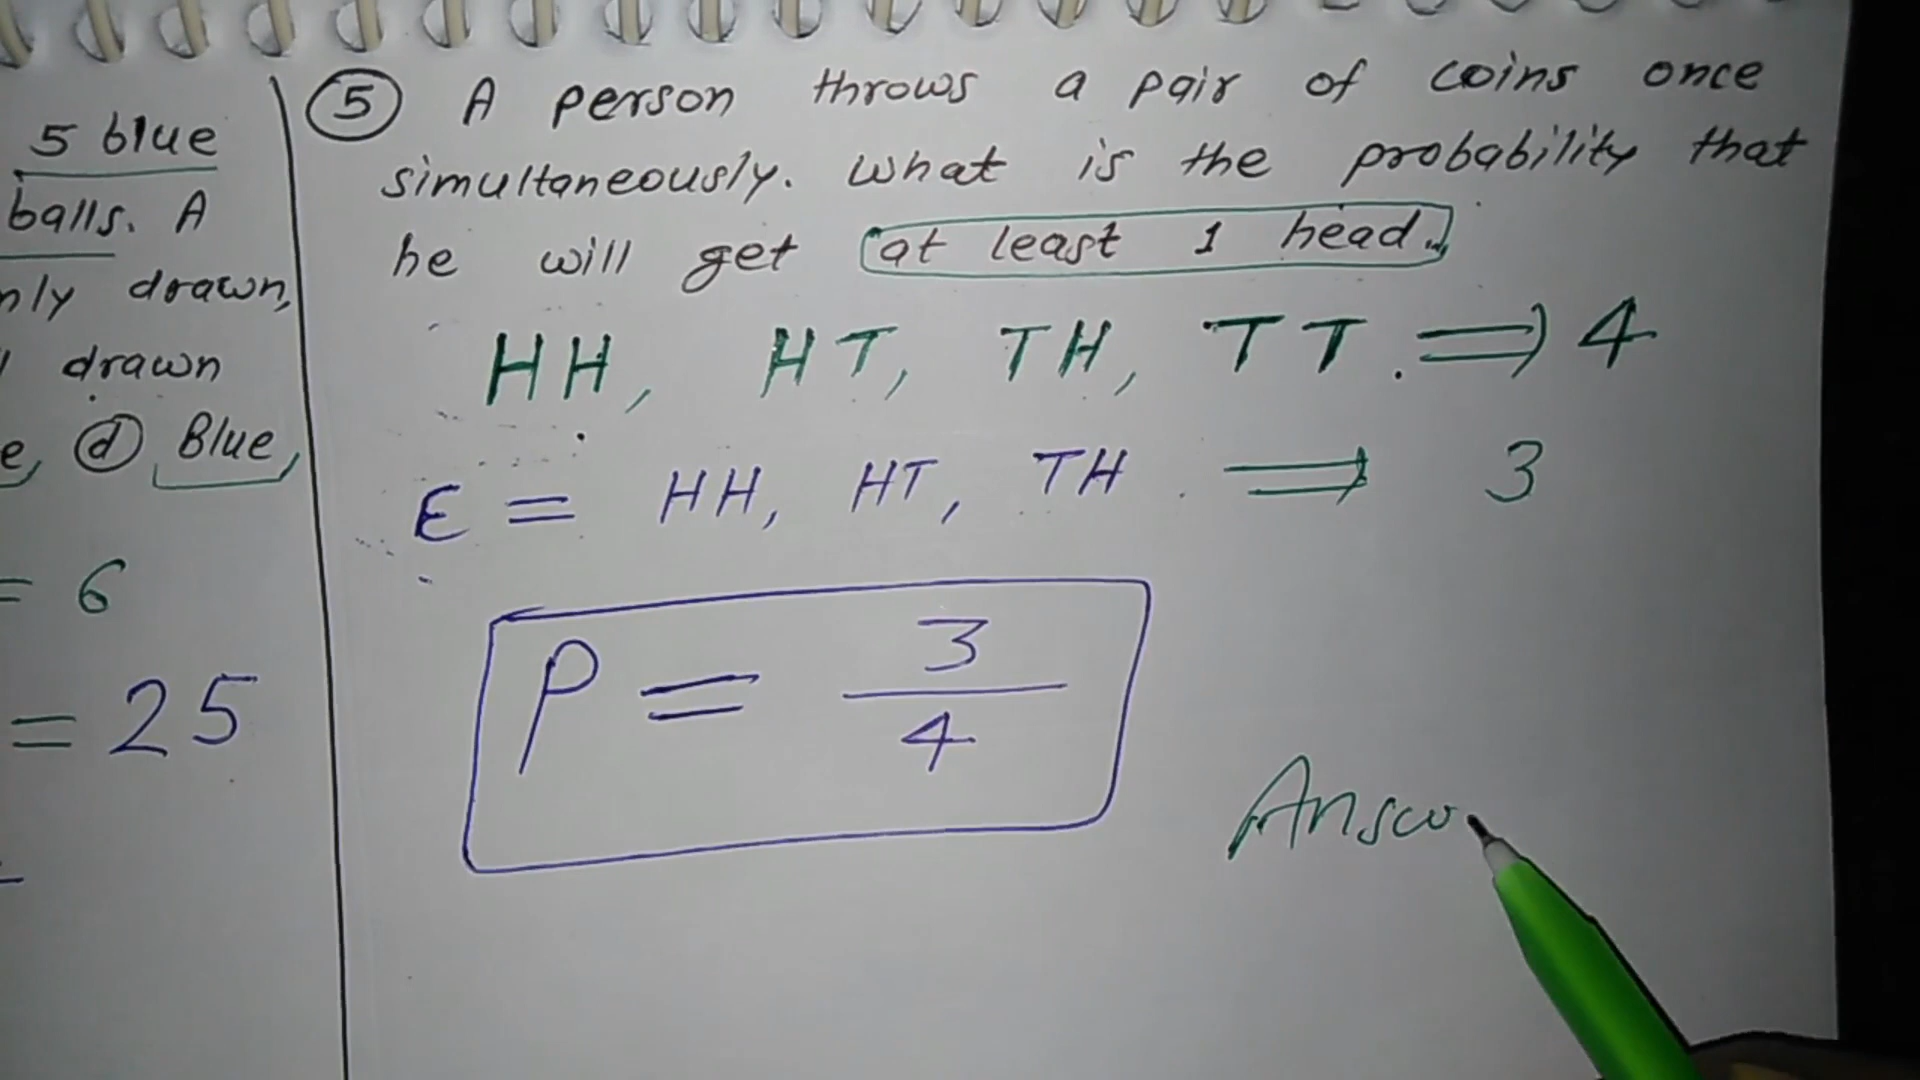 5 blue
balls. A
nly drawn,
drawn
e, d Blue,
= 6
= 25
5 A person throws a pair of coins once
simultaneously. What is the probability that
he will get at least 1 head.
HH, HT, TH, TT. ⇒ 4
E = HH, HT, TH. ⇒ 3
P = 3/4
Answ